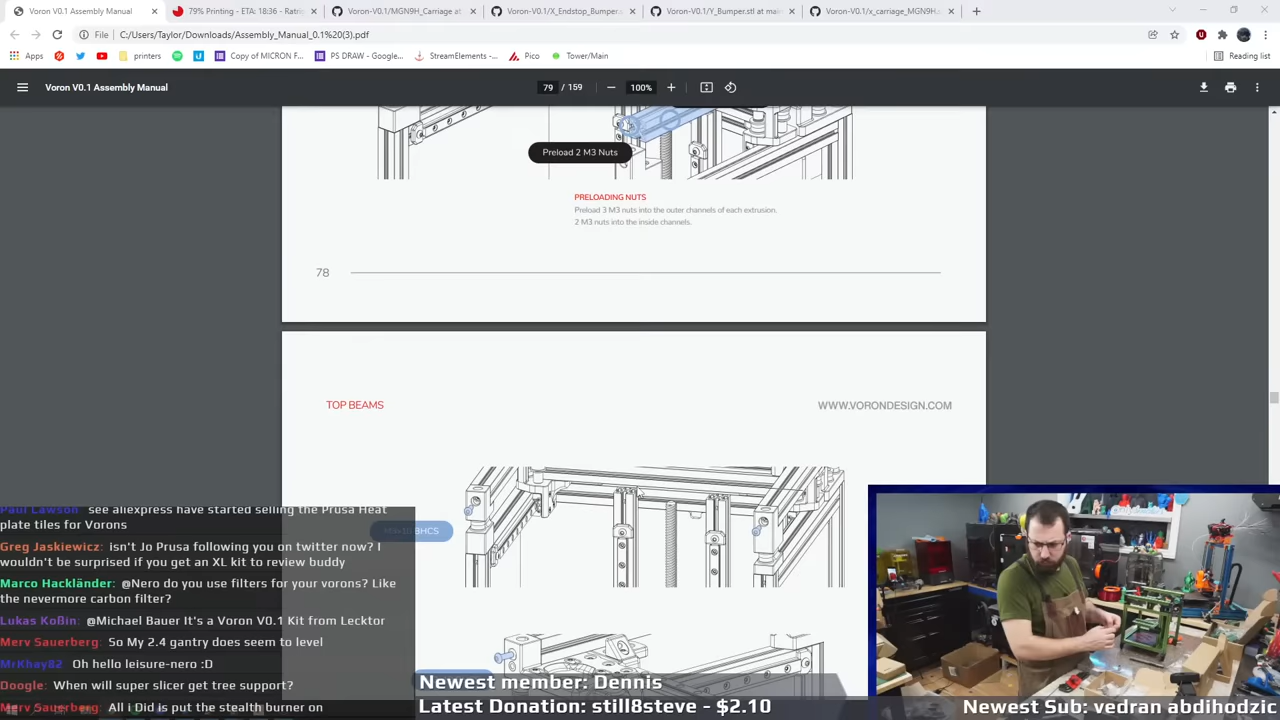 Voron V0.1 Assembly Manual
79% Printing - ETA: 18:36 - Ratri
Voron-V0.1/MGN9H_Carriage at
Voron-V0.1/X_Endstop_Bumper.
Voron-V0.1/Y_Bumper.stl at main
Voron-V0.1/x_carriage_MGN9H.
File
C:/Users/Taylor/Downloads/Assembly_Manual_0.1%20(3).pdf
Apps
printers
Copy of MICRON F...
PS DRAW - Google...
StreamElements -...
Pico
Tower/Main
Reading list
Voron V0.1 Assembly Manual
79 / 159
100%
Preload 2 M3 Nuts
PRELOADING NUTS
Preload 3 M3 nuts into the outer channels of each extrusion.
2 M3 nuts into the inside channels.
78
TOP BEAMS
WWW.VORONDESIGN.COM
BHCS
Paul Lawson: see aliexpress have started selling the Prusa Heat
plate tiles for Vorons
Greg Jaskiewicz: isn't Jo Prusa following you on twitter now? I
wouldn't be surprised if you get an XL kit to review buddy
Marco Hackländer: @Nero do you use filters for your vorons? Like
the nevermore carbon filter?
Lukas Koßin: @Michael Bauer It's a Voron V0.1 Kit from Lecktor
Merv Sauerberg: So My 2.4 gantry does seem to level
MrKhay82 Oh hello leisure-nero :D
Doogle: When will super slicer get tree support?
Merv Sauerberg: All i did is put the stealth burner on
Newest member: Dennis
Latest Donation: still8steve - $2.10
Newest Sub: vedran abdihodzic